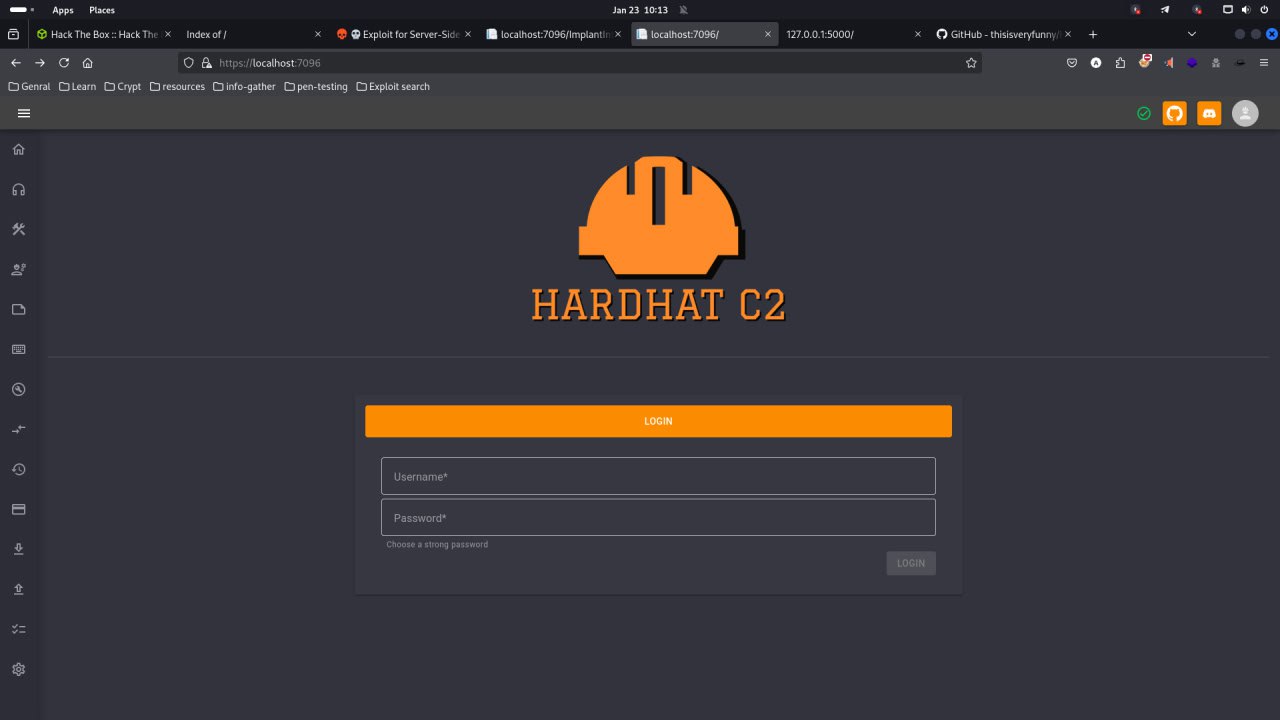 Apps Places Jan 23 10:13
Hack The Box :: Hack The Index of / Exploit for Server-Side localhost:7096/ImplantIn localhost:7096/ 127.0.0.1:5000/ GitHub - thisisveryfunny/
https://localhost:7096
Genral Learn Crypt resources info-gather pen-testing Exploit search
HARDHAT C2
LOGIN
Username*
Password*
Choose a strong password
LOGIN